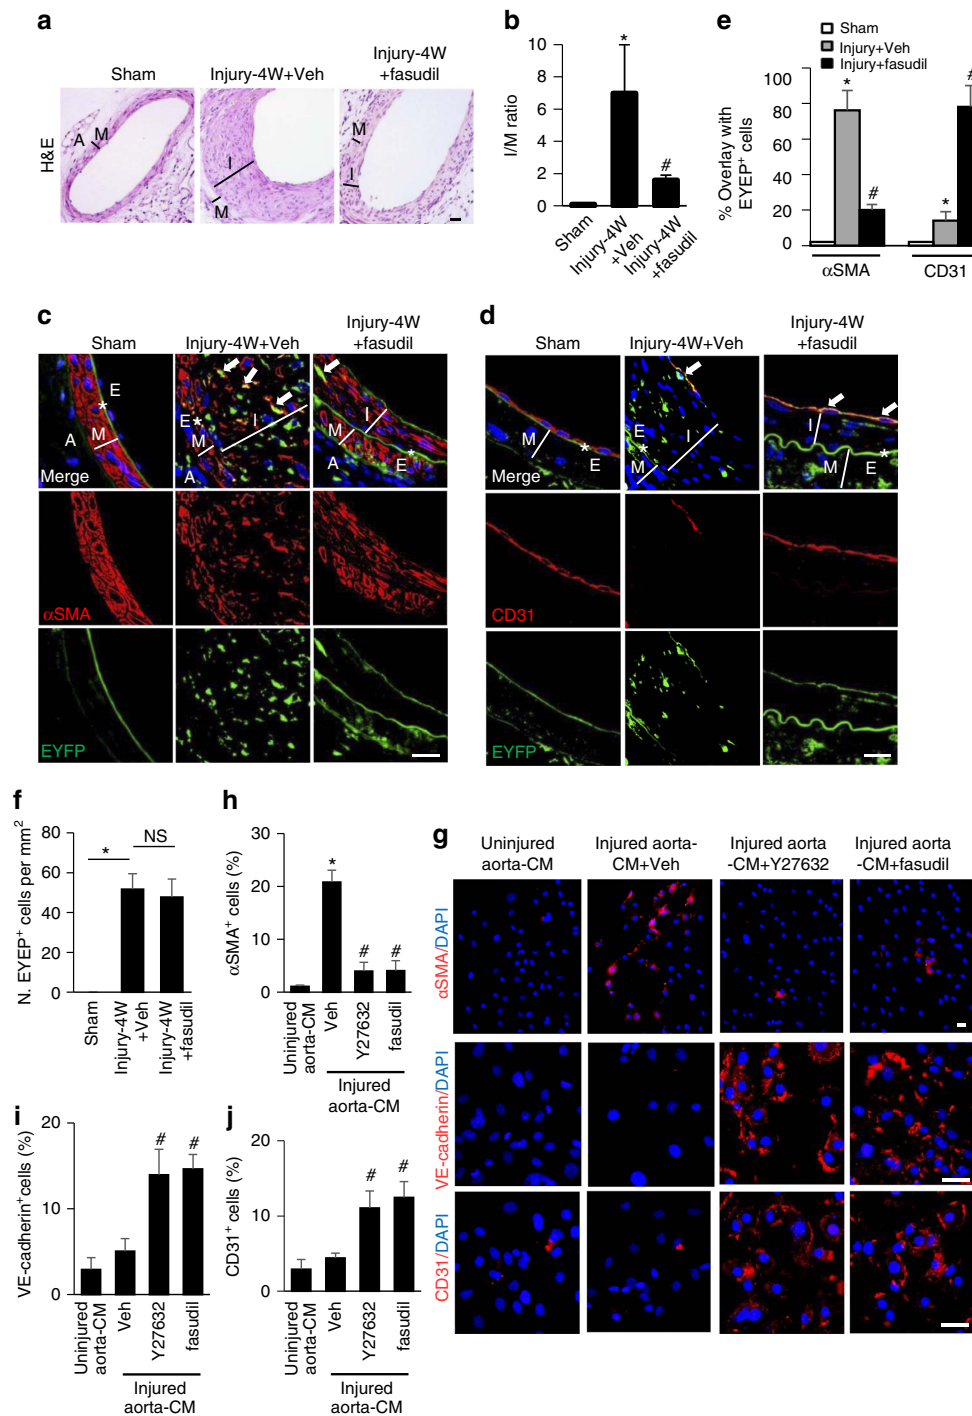 a
Sham
Injury-4W+Veh
Injury-4W
+fasudil
H&E
A
M
I
M
M
I
b
I/M ratio
10
8
6
4
2
0
*
#
Sham
Injury-4W
+Veh
Injury-4W
+fasudil
e
Sham
Injury+Veh
Injury+fasudil
% Overlay with
EYEP+ cells
100
80
60
40
20
0
*
#
*
#
αSMA
CD31
c
Sham
Injury-4W+Veh
Injury-4W
+fasudil
E
*
A
M
Merge
E*
M
A
I
I
M
A
E*
αSMA
EYFP
d
Sham
Injury-4W+Veh
Injury-4W
+fasudil
M
*
E
Merge
E
*
M
I
I
M
E
*
CD31
EYFP
f
N. EYEP+ cells per mm2
80
60
40
20
0
*
NS
Sham
Injury-4W
+Veh
Injury-4W
+fasudil
h
αSMA+ cells (%)
30
20
10
0
*
#
#
Uninjured
aorta-CM
Veh
Y27632
fasudil
Injured
aorta-CM
g
Uninjured
aorta-CM
Injured aorta-
CM+Veh
Injured aorta
-CM+Y27632
Injured aorta
-CM+fasudil
αSMA/DAPI
VE-cadherin/DAPI
CD31/DAPI
i
VE-cadherin+cells (%)
20
10
0
#
#
Uninjured
aorta-CM
Veh
Y27632
fasudil
Injured
aorta-CM
j
CD31+ cells (%)
20
10
0
#
#
Uninjured
aorta-CM
Veh
Y27632
fasudil
Injured
aorta-CM